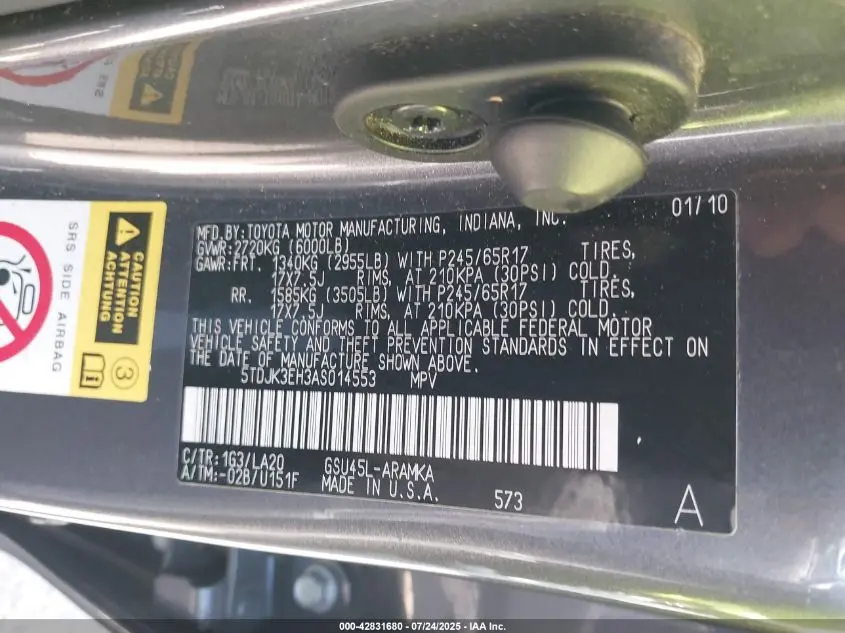 MFD.BY:TOYOTA MOTOR MANUFACTURING, INDIANA, INC. 01/10
GVWR:2720KG (6000LB)
GAWR:FRT. 1340KG (2955LB) WITH P245/65R17 TIRES,
17X7.5J RIMS, AT 210KPA (30PSI) COLD.
RR. 1585KG (3505LB) WITH P245/65R17 TIRES,
17X7.5J RIMS, AT 210KPA (30PSI) COLD.
THIS VEHICLE CONFORMS TO ALL APPLICABLE FEDERAL MOTOR
VEHICLE SAFETY AND THEFT PREVENTION STANDARDS IN EFFECT ON
THE DATE OF MANUFACTURE SHOWN ABOVE.
5TDJK3EH3AS014553 MPV
C/TR:1G3/LA20 GSU45L-ARAMKA
A/TM:-02B/U151F MADE IN U.S.A.
573
A
SRS SIDE AIRBAG
CAUTION
ATTENTION
ACHTUNG
3
000-42831680 - 07/24/2025 - IAA Inc.